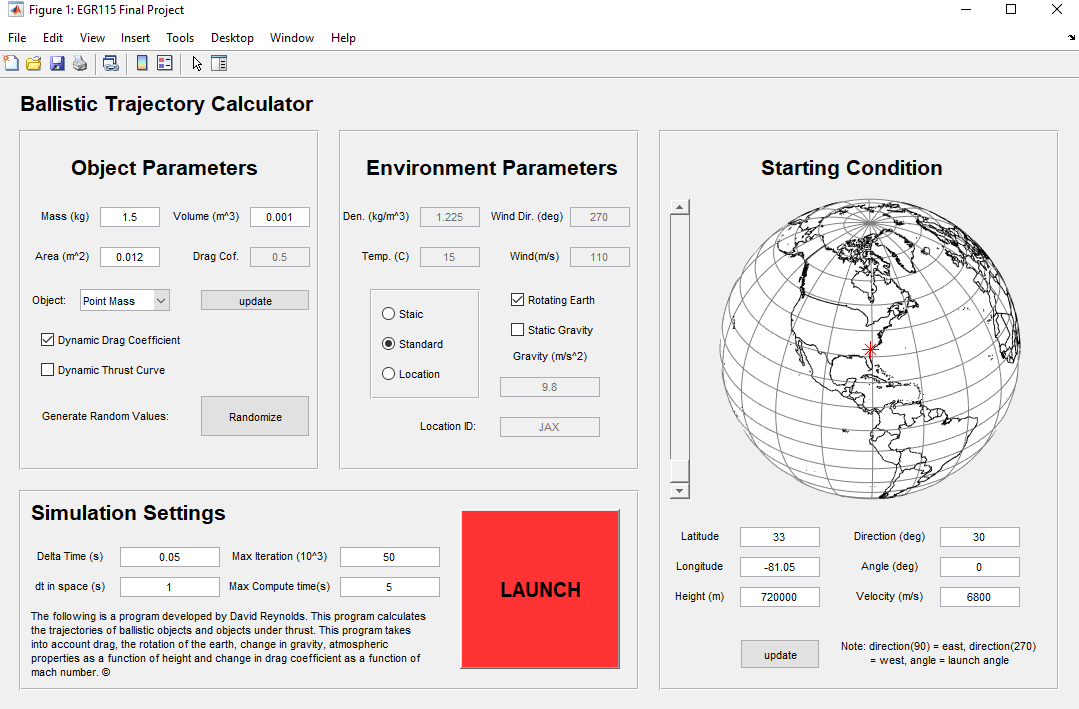 Figure 1: EGR115 Final Project
File Edit View Insert Tools Desktop Window Help
Ballistic Trajectory Calculator
Object Parameters
Mass (kg) 1.5 Volume (m^3) 0.001
Area (m^2) 0.012 Drag Cof. 0.5
Object: Point Mass update
Dynamic Drag Coefficient
Dynamic Thrust Curve
Generate Random Values: Randomize
Environment Parameters
Den. (kg/m^3) 1.225 Wind Dir. (deg) 270
Temp. (C) 15 Wind(m/s) 110
Staic
Standard
Location
Rotating Earth
Static Gravity
Gravity (m/s^2)
9.8
Location ID: JAX
Starting Condition
Latitude 33 Direction (deg) 30
Longitude -81.05 Angle (deg) 0
Height (m) 720000 Velocity (m/s) 6800
update
Note: direction(90) = east, direction(270)
= west, angle = launch angle
Simulation Settings
Delta Time (s) 0.05 Max Iteration (10^3) 50
dt in space (s) 1 Max Compute time(s) 5
The following is a program developed by David Reynolds. This program calculates
the trajectories of ballistic objects and objects under thrust. This program takes
into account drag, the rotation of the earth, change in gravity, atmospheric
properties as a function of height and change in drag coefficient as a function of
mach number. ©
LAUNCH